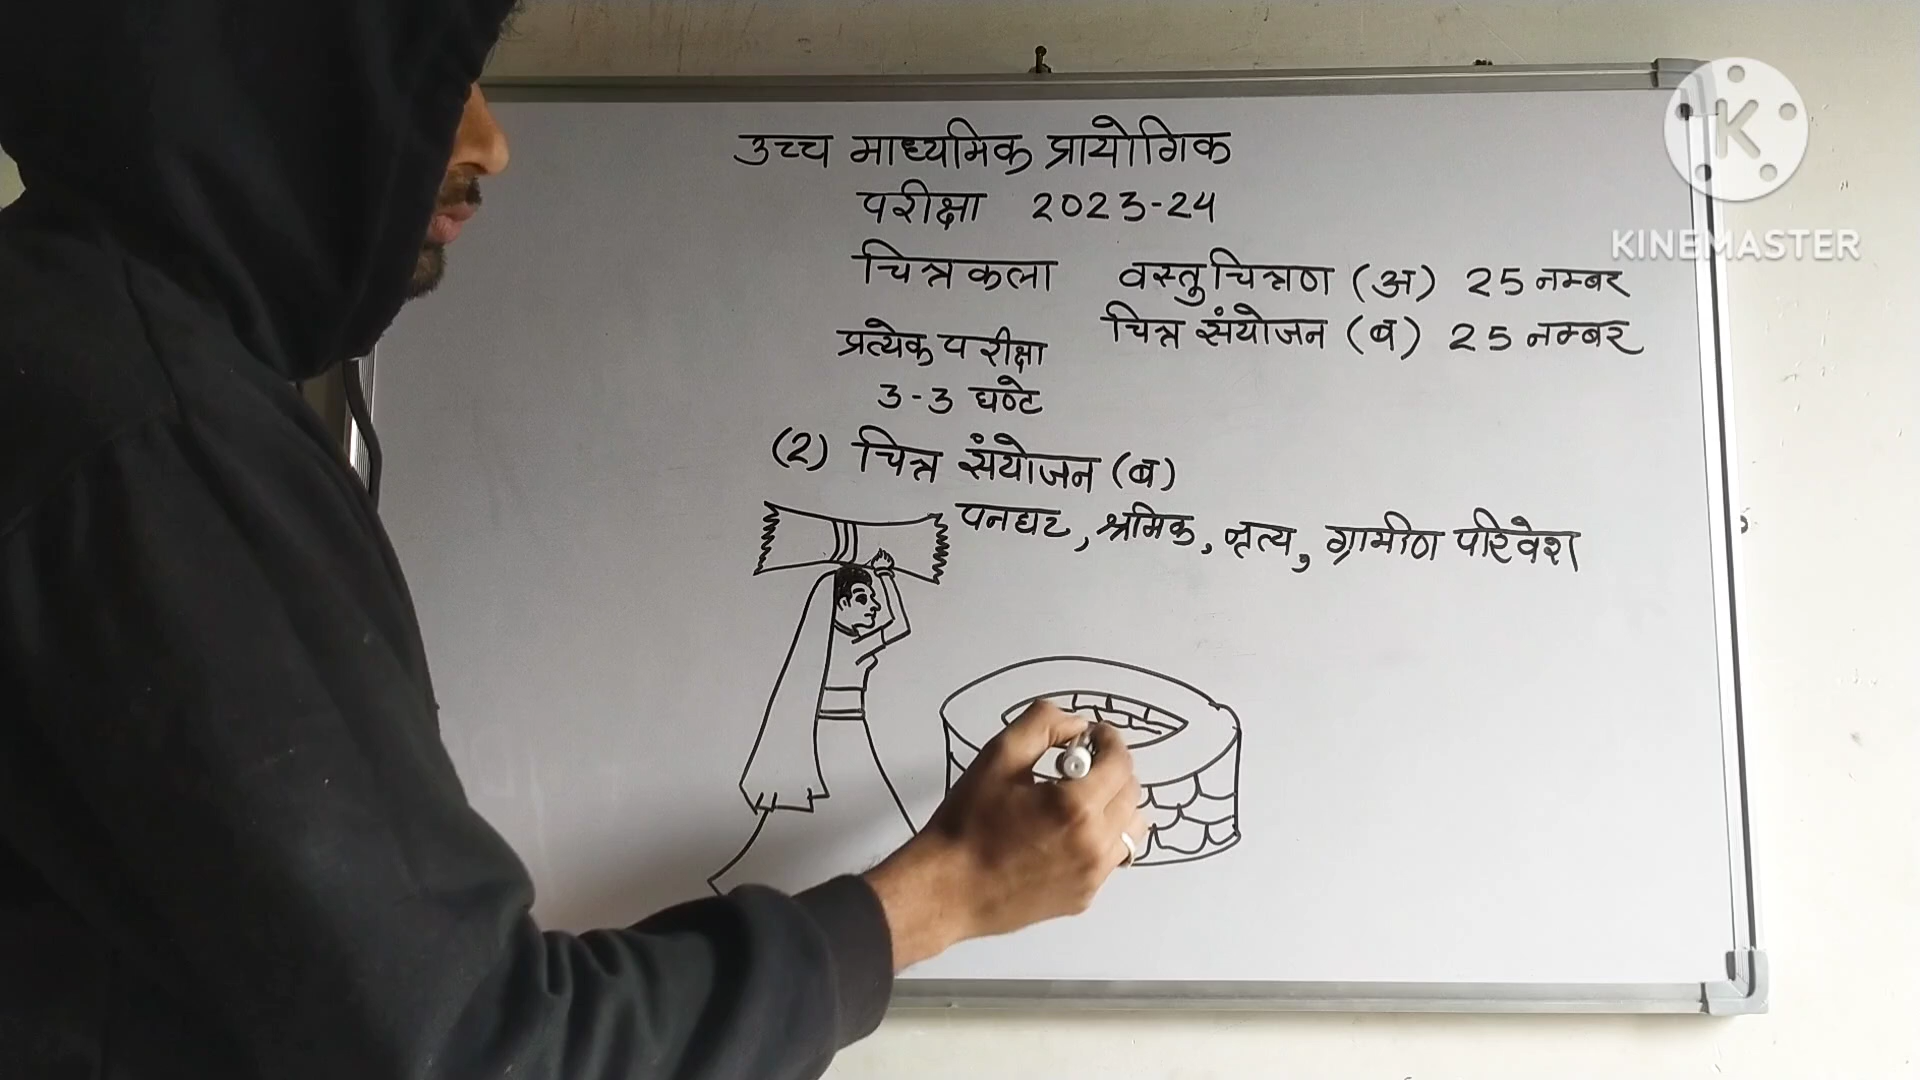 उच्च माध्यमिक प्रायोगिक
परीक्षा 2023-24
चित्रकला वस्तु चित्रण (अ) 25 नम्बर
चित्र संयोजन (ब) 25 नम्बर
प्रत्येक परीक्षा
3-3 घण्टे
(2) चित्र संयोजन (ब)
पनघट, श्रमिक, नृत्य, ग्रामीण परिवेश
K
KINEMASTER